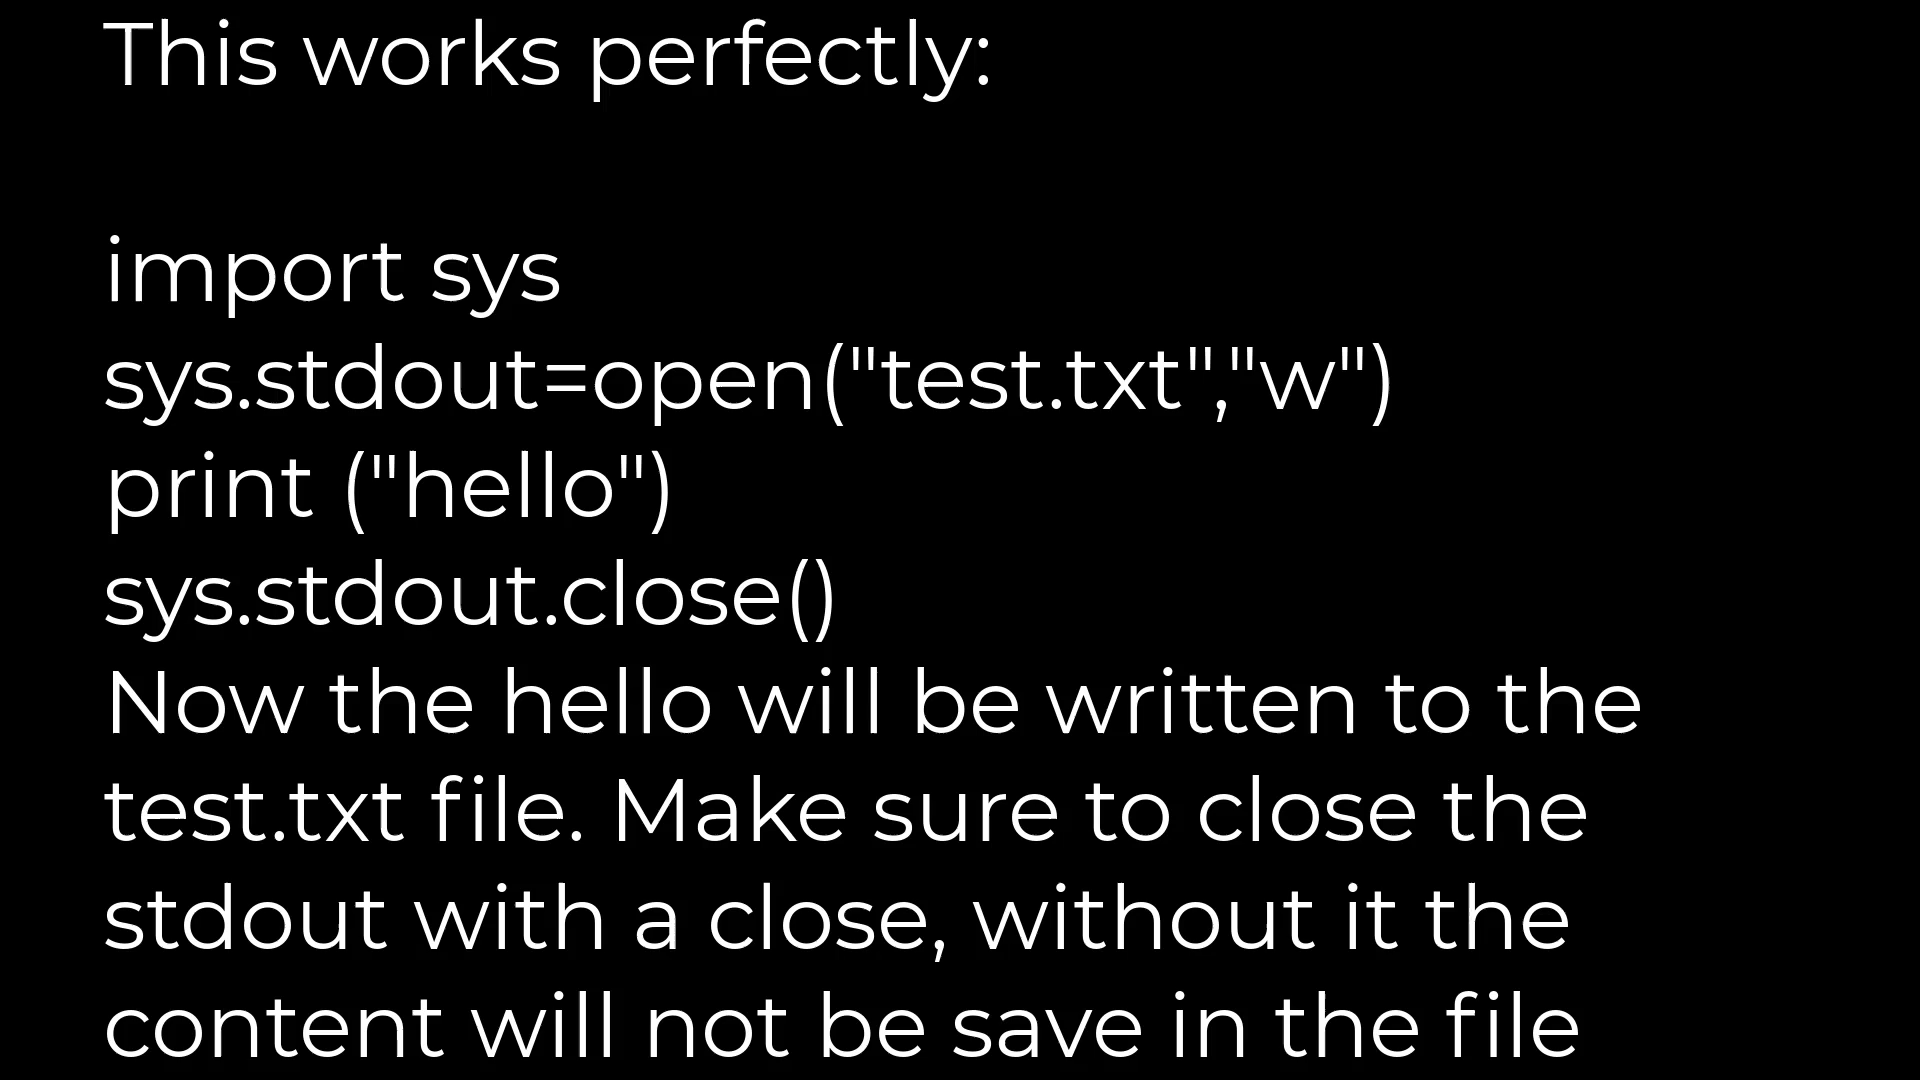 This works perfectly:
import sys
sys.stdout=open("test.txt","w")
print ("hello")
sys.stdout.close()
Now the hello will be written to the
test.txt file. Make sure to close the
stdout with a close, without it the
content will not be save in the file